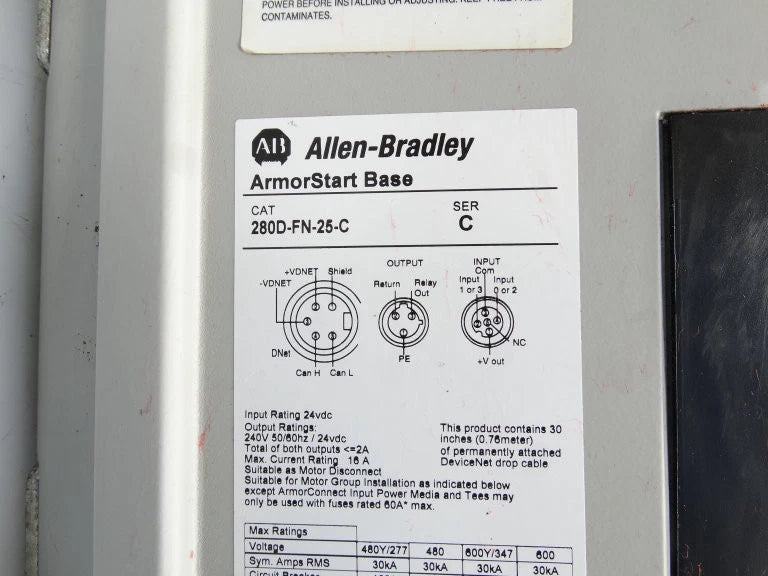 POWER BEFORE INSTALLING OR ADJUSTING. KEEP FREE FROM
CONTAMINATES.
AB Allen-Bradley
ArmorStart Base
CAT SER
280D-FN-25-C C
OUTPUT INPUT
+VDNET Shield Com
-VDNET Return Relay Out Input 1 or 3 Input 0 or 2
DNet PE NC
Can H Can L +V out
Input Rating 24vdc
Output Ratings:
240V 50/60hz / 24vdc
Total of both outputs <=2A
Max. Current Rating 16 A
This product contains 30
inches (0.76meter)
of permanently attached
DeviceNet drop cable
Suitable as Motor Disconnect
Suitable for Motor Group Installation as indicated below
except ArmorConnect Input Power Media and Tees may
only be used with fuses rated 60A* max.
Max Ratings
Voltage 480Y/277 480 600Y/347 600
Sym. Amps RMS 30kA 30kA 30kA 30kA
Circuit Breaker